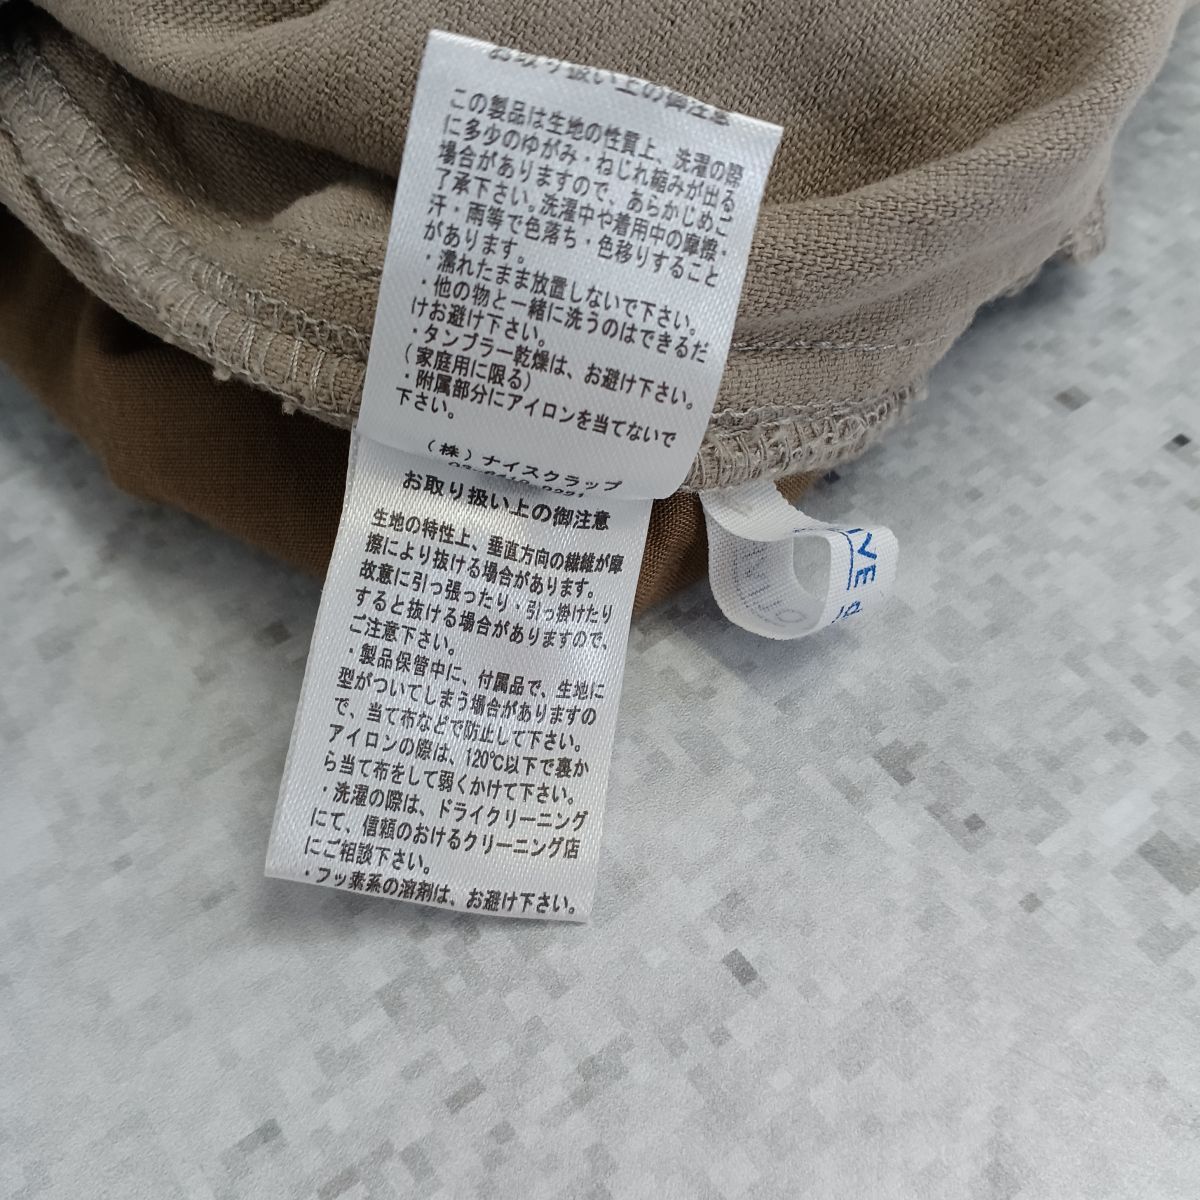 お取り扱い上の御注意
この製品は生地の性質上、洗濯の際
に多少のゆがみ・ねじれ縮みが出る
場合がありますので、あらかじめご
了承下さい。洗濯中や着用中の摩擦・
汗・雨等で色落ち・色移りすること
があります。
・濡れたまま放置しないで下さい。
・他の物と一緒に洗うのはできるだ
けお避け下さい。
・タンブラー乾燥は、お避け下さい。
(家庭用に限る)
・附属部分にアイロンを当てないで
下さい。
(株)ナイスクラップ
お取り扱い上の御注意
生地の特性上、垂直方向の繊維が摩
擦により抜ける場合があります。
故意に引っ張ったり・引っ掛けたり
すると抜ける場合がありますので、
ご注意下さい。
・製品保管中に、付属品で、生地に
型がついてしまう場合がありますの
で、当て布などで防止して下さい。
アイロンの際は、120℃以下で裏か
ら当て布をして弱くかけて下さい。
・洗濯の際は、ドライクリーニング
にて、信頼のおけるクリーニング店
にご相談下さい。
・フッ素系の溶剤は、お避け下さい。
IVE